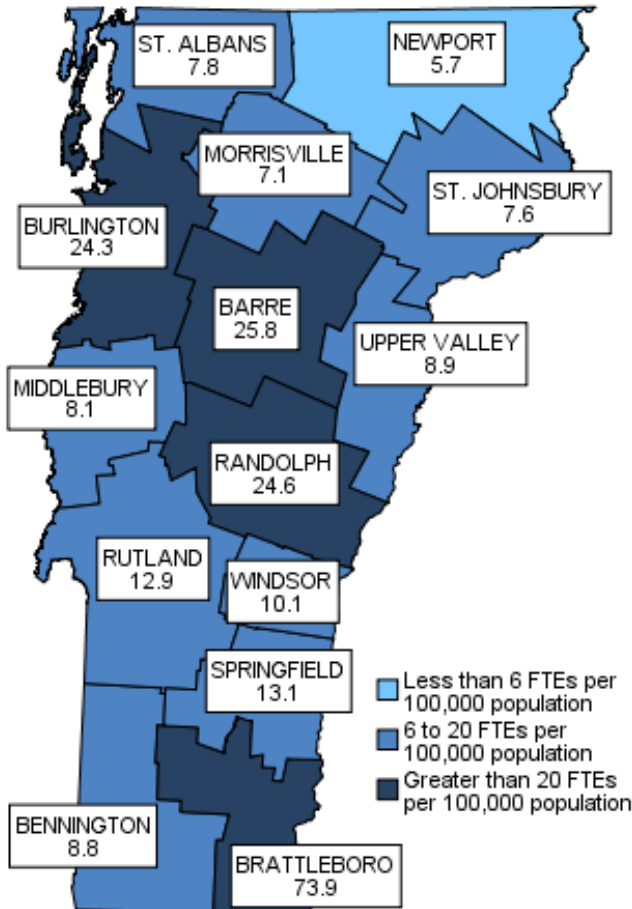 ST. ALBANS
7.8
NEWPORT
5.7
MORRISVILLE
7.1
ST. JOHNSBURY
7.6
BURLINGTON
24.3
BARRE
25.8
UPPER VALLEY
8.9
MIDDLEBURY
8.1
RANDOLPH
24.6
RUTLAND
12.9
WINDSOR
10.1
SPRINGFIELD
13.1
Less than 6 FTEs per
100,000 population
6 to 20 FTEs per
100,000 population
Greater than 20 FTEs
per 100,000 population
BENNINGTON
8.8
BRATTLEBORO
73.9